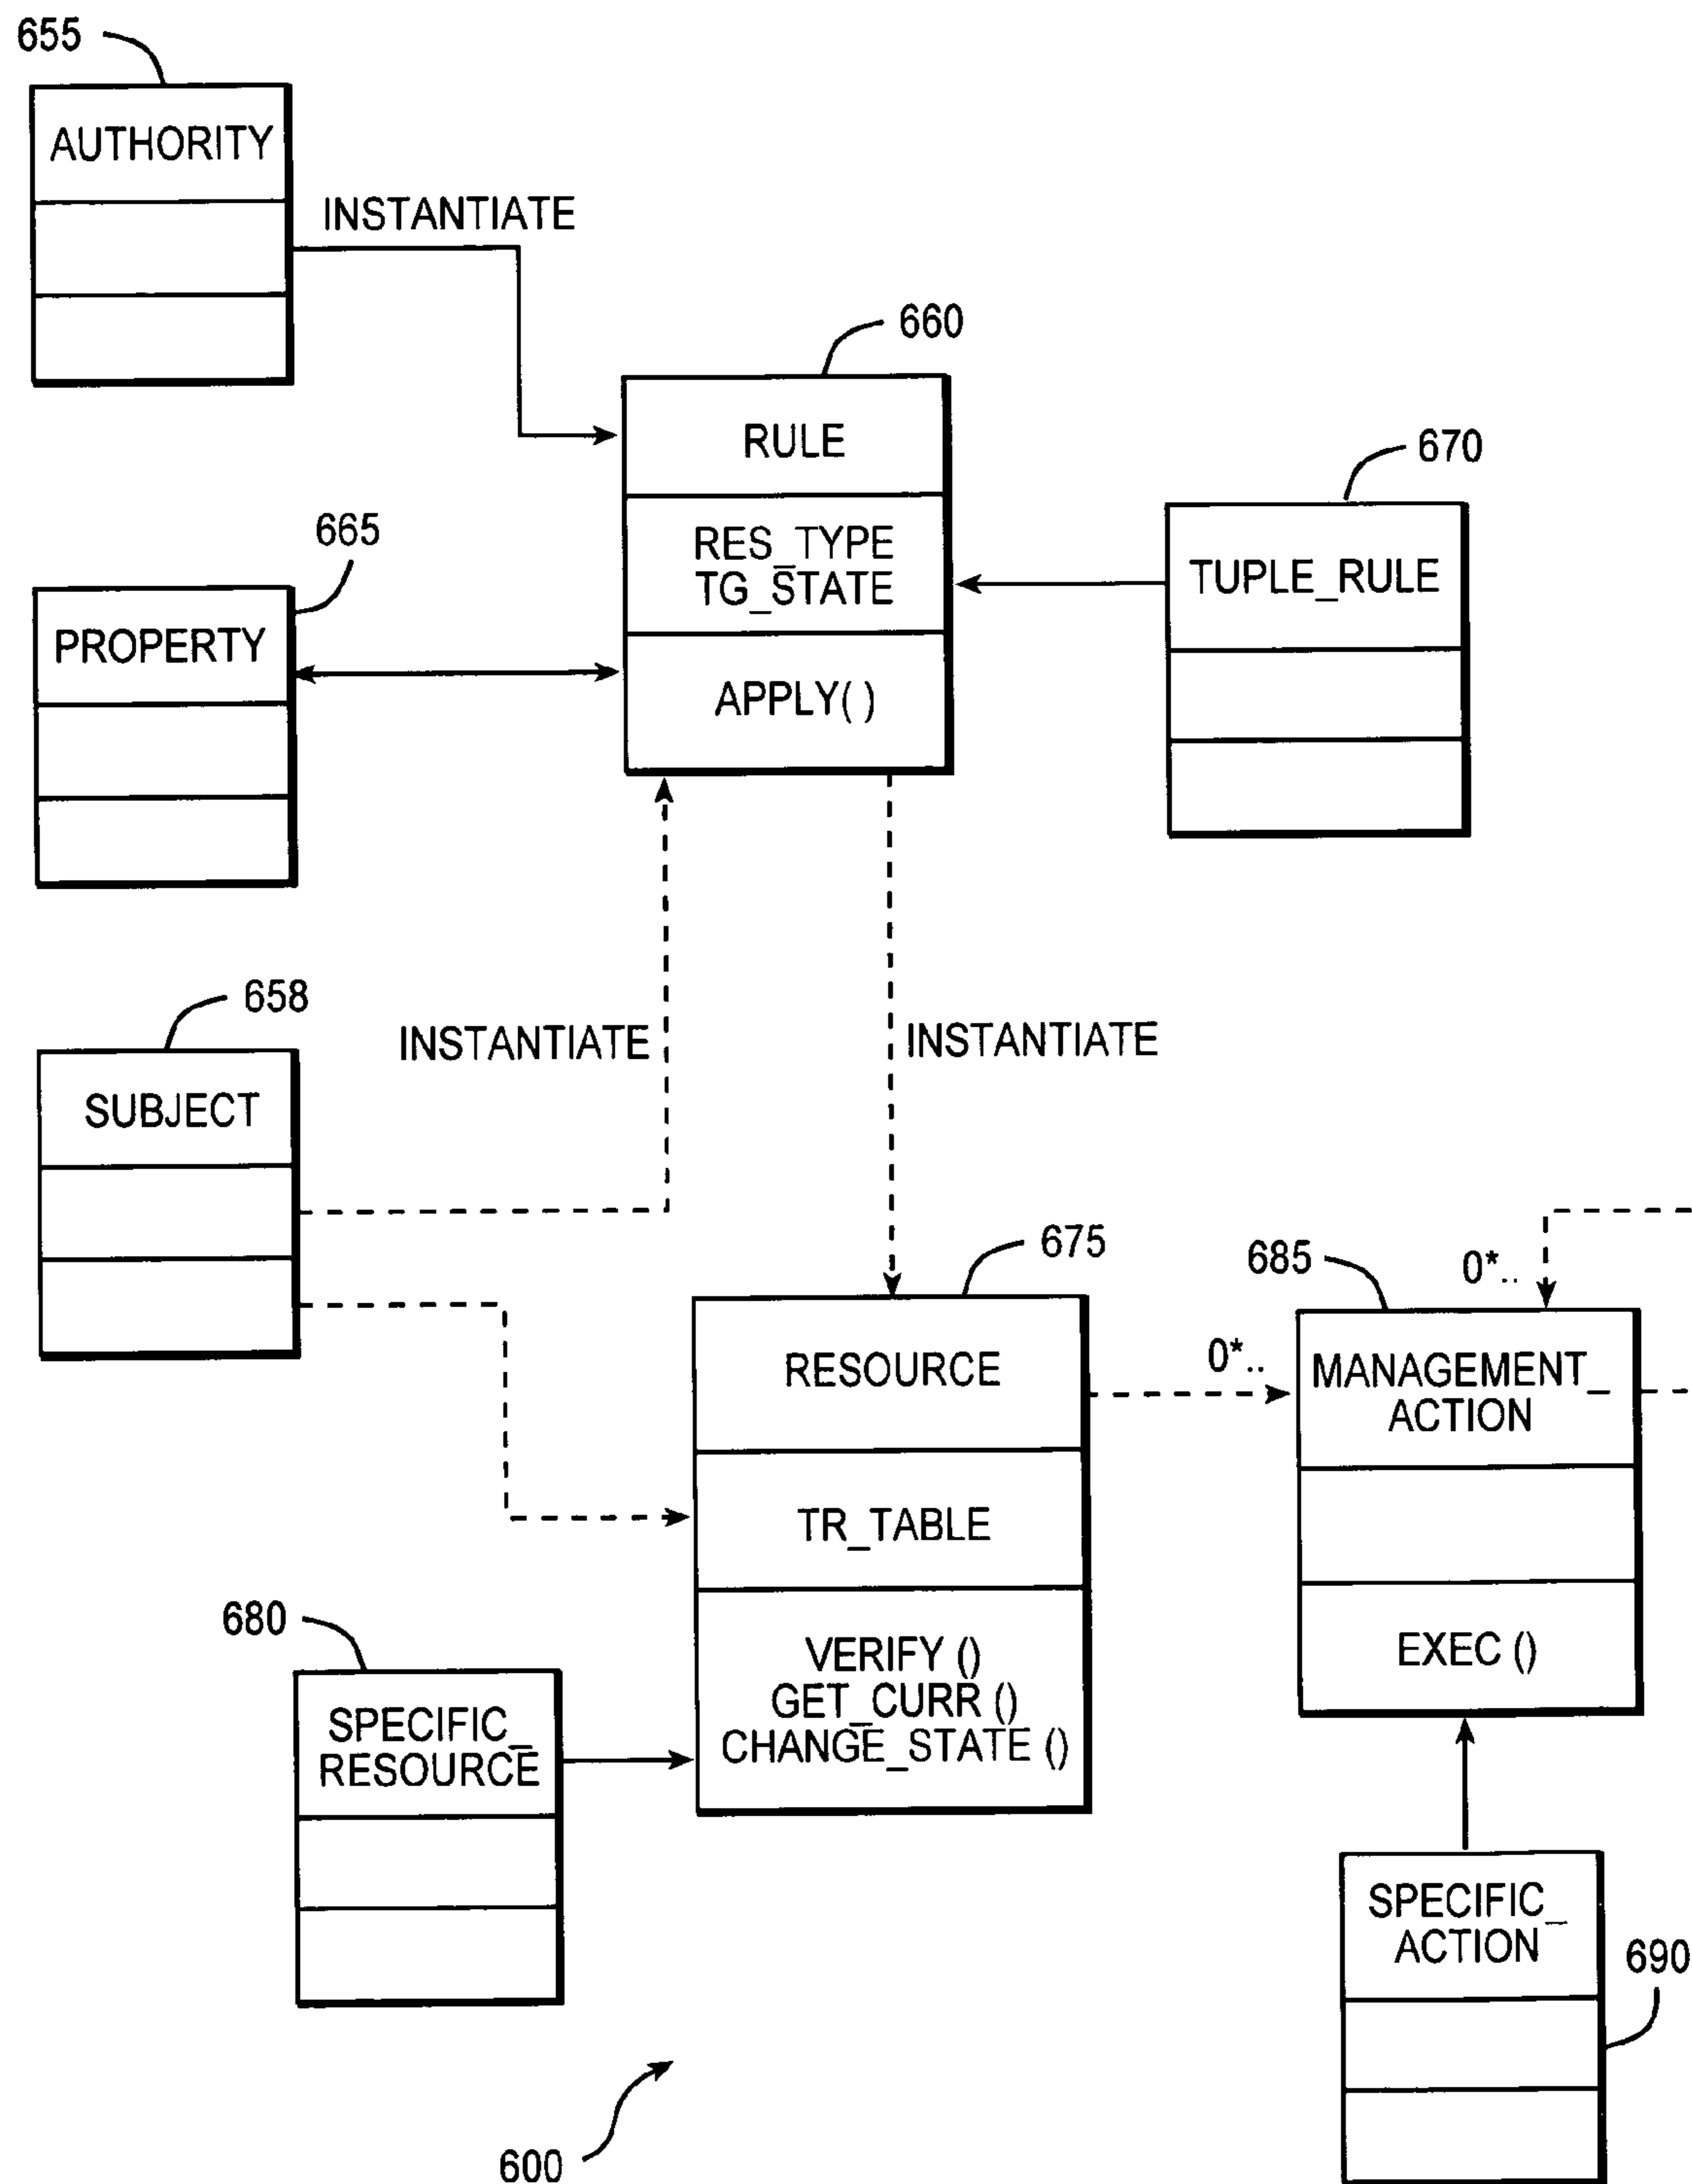 655
AUTHORITY
INSTANTIATE
660
RULE
RES_TYPE
TG_STATE
APPLY( )
670
TUPLE_RULE
665
PROPERTY
658
SUBJECT
INSTANTIATE
INSTANTIATE
675
RESOURCE
TR_TABLE
VERIFY ()
GET_CURR ()
CHANGE_STATE ()
685
0*..
0*..
MANAGEMENT_
ACTION
EXEC ()
680
SPECIFIC_
RESOURCE
SPECIFIC_
ACTION
690
600